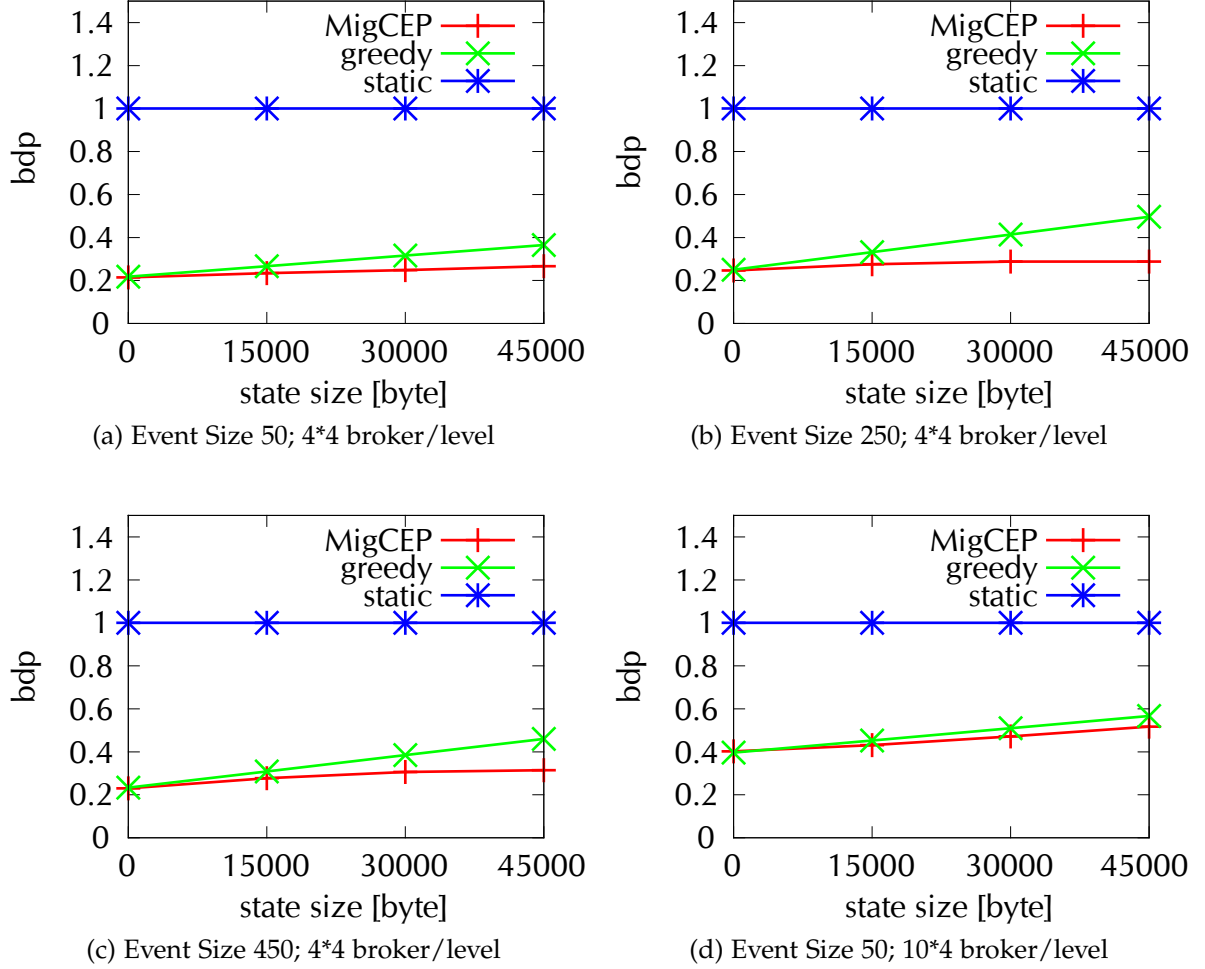 MigCEP
greedy
static
bdp
1.4
1.2
1
0.8
0.6
0.4
0.2
0
0 15000 30000 45000
state size [byte]
(a) Event Size 50; 4*4 broker/level
MigCEP
greedy
static
bdp
1.4
1.2
1
0.8
0.6
0.4
0.2
0
0 15000 30000 45000
state size [byte]
(b) Event Size 250; 4*4 broker/level
MigCEP
greedy
static
bdp
1.4
1.2
1
0.8
0.6
0.4
0.2
0
0 15000 30000 45000
state size [byte]
(c) Event Size 450; 4*4 broker/level
MigCEP
greedy
static
bdp
1.4
1.2
1
0.8
0.6
0.4
0.2
0
0 15000 30000 45000
state size [byte]
(d) Event Size 50; 10*4 broker/level